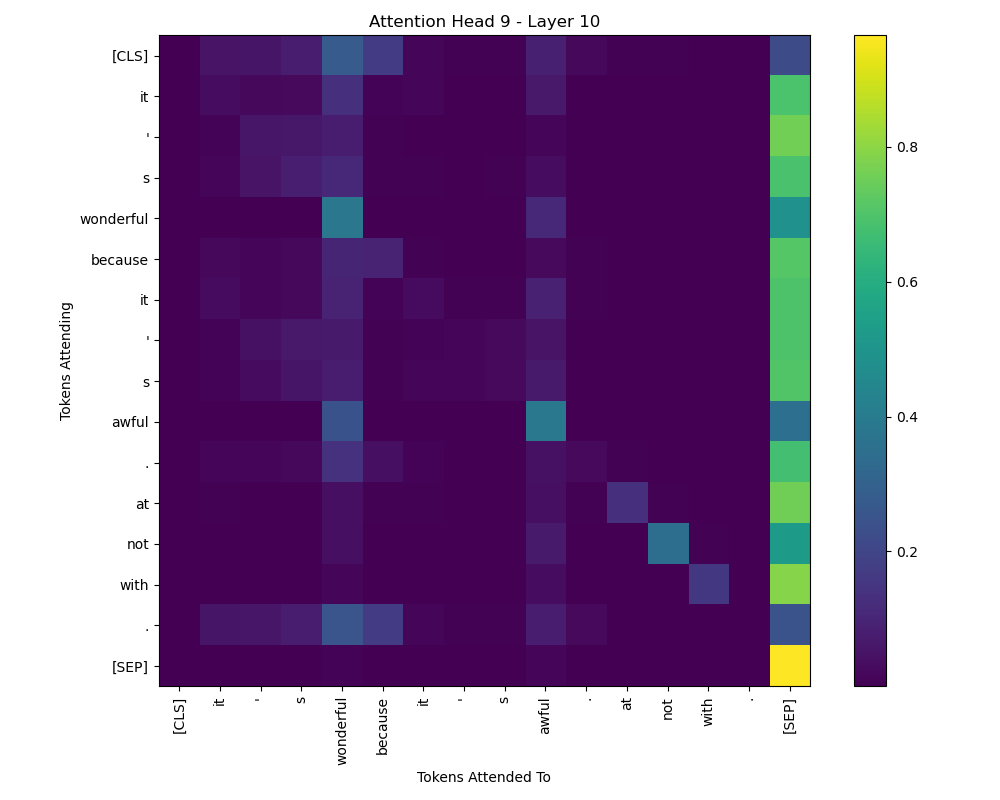 Attention Head 9 - Layer 10
[CLS]
it
'
s
wonderful
because
it
'
s
awful
.
at
not
with
.
[SEP]
Tokens Attending
[CLS]
it
'
s
wonderful
because
it
'
s
awful
.
at
not
with
.
[SEP]
Tokens Attended To
0.8
0.6
0.4
0.2